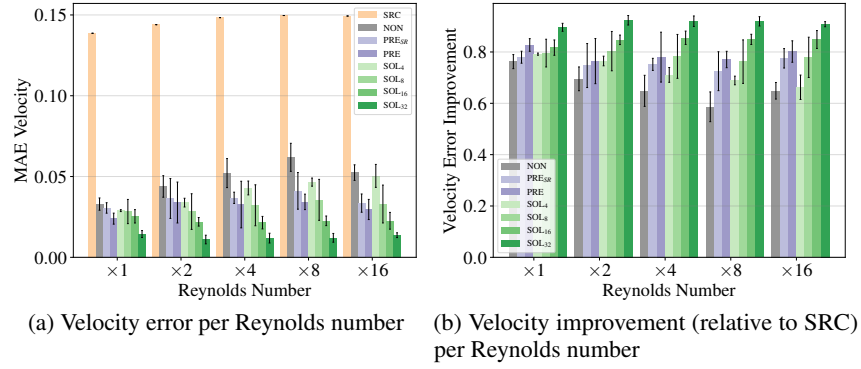 0.15
0.10
0.05
0.00
MAE Velocity
SRC
NON
PRE_SR
PRE
SOL_4
SOL_8
SOL_16
SOL_32
×1 ×2 ×4 ×8 ×16
Reynolds Number
(a) Velocity error per Reynolds number
0.8
0.6
0.4
0.2
0.0
Velocity Error Improvement
NON
PRE_SR
PRE
SOL_4
SOL_8
SOL_16
SOL_32
×1 ×2 ×4 ×8 ×16
Reynolds Number
(b) Velocity improvement (relative to SRC)
per Reynolds number